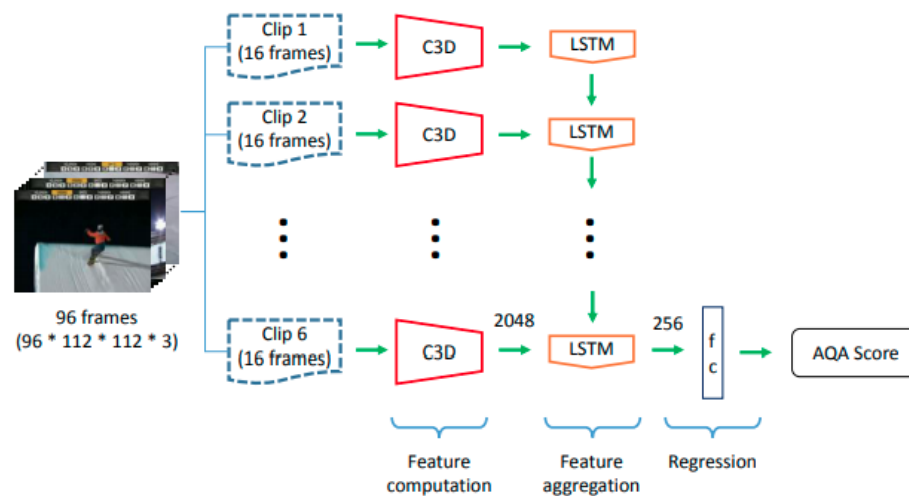 Clip 1
(16 frames)
C3D
LSTM
Clip 2
(16 frames)
C3D
LSTM
96 frames
(96 * 112 * 112 * 3)
Clip 6
(16 frames)
C3D
2048
LSTM
256
f
c
AQA Score
Feature
computation
Feature
aggregation
Regression